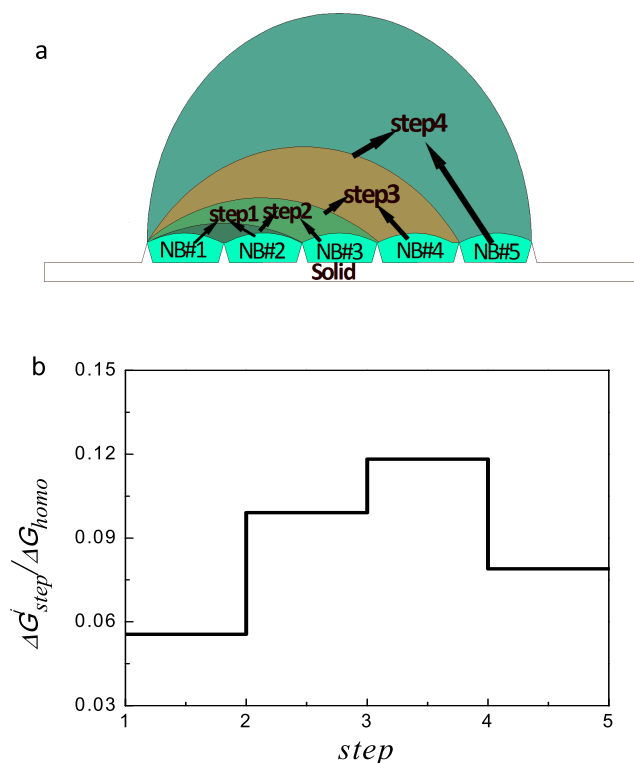 a
step4
step3
step1 step2
NB#1 NB#2 NB#3 NB#4 NB#5
Solid
b
0.15
0.12
0.09
0.06
0.03
ΔG^i_step/ΔG_homo
1 2 3 4 5
step